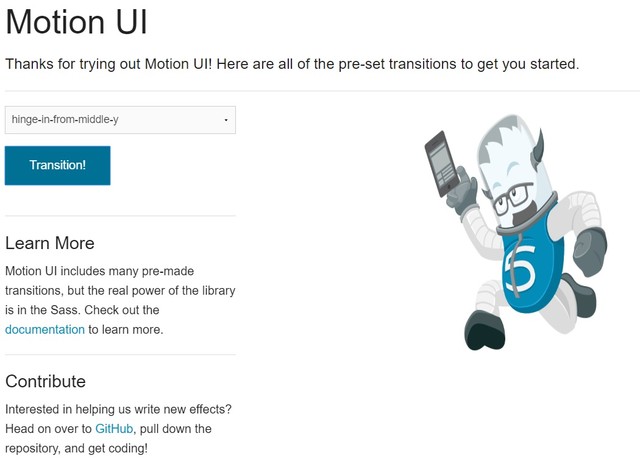 Motion UI
Thanks for trying out Motion UI! Here are all of the pre-set transitions to get you started.
hinge-in-from-middle-y
Transition!
Learn More
Motion UI includes many pre-made
transitions, but the real power of the library
is in the Sass. Check out the
documentation to learn more.
Contribute
Interested in helping us write new effects?
Head on over to GitHub, pull down the
repository, and get coding!
5